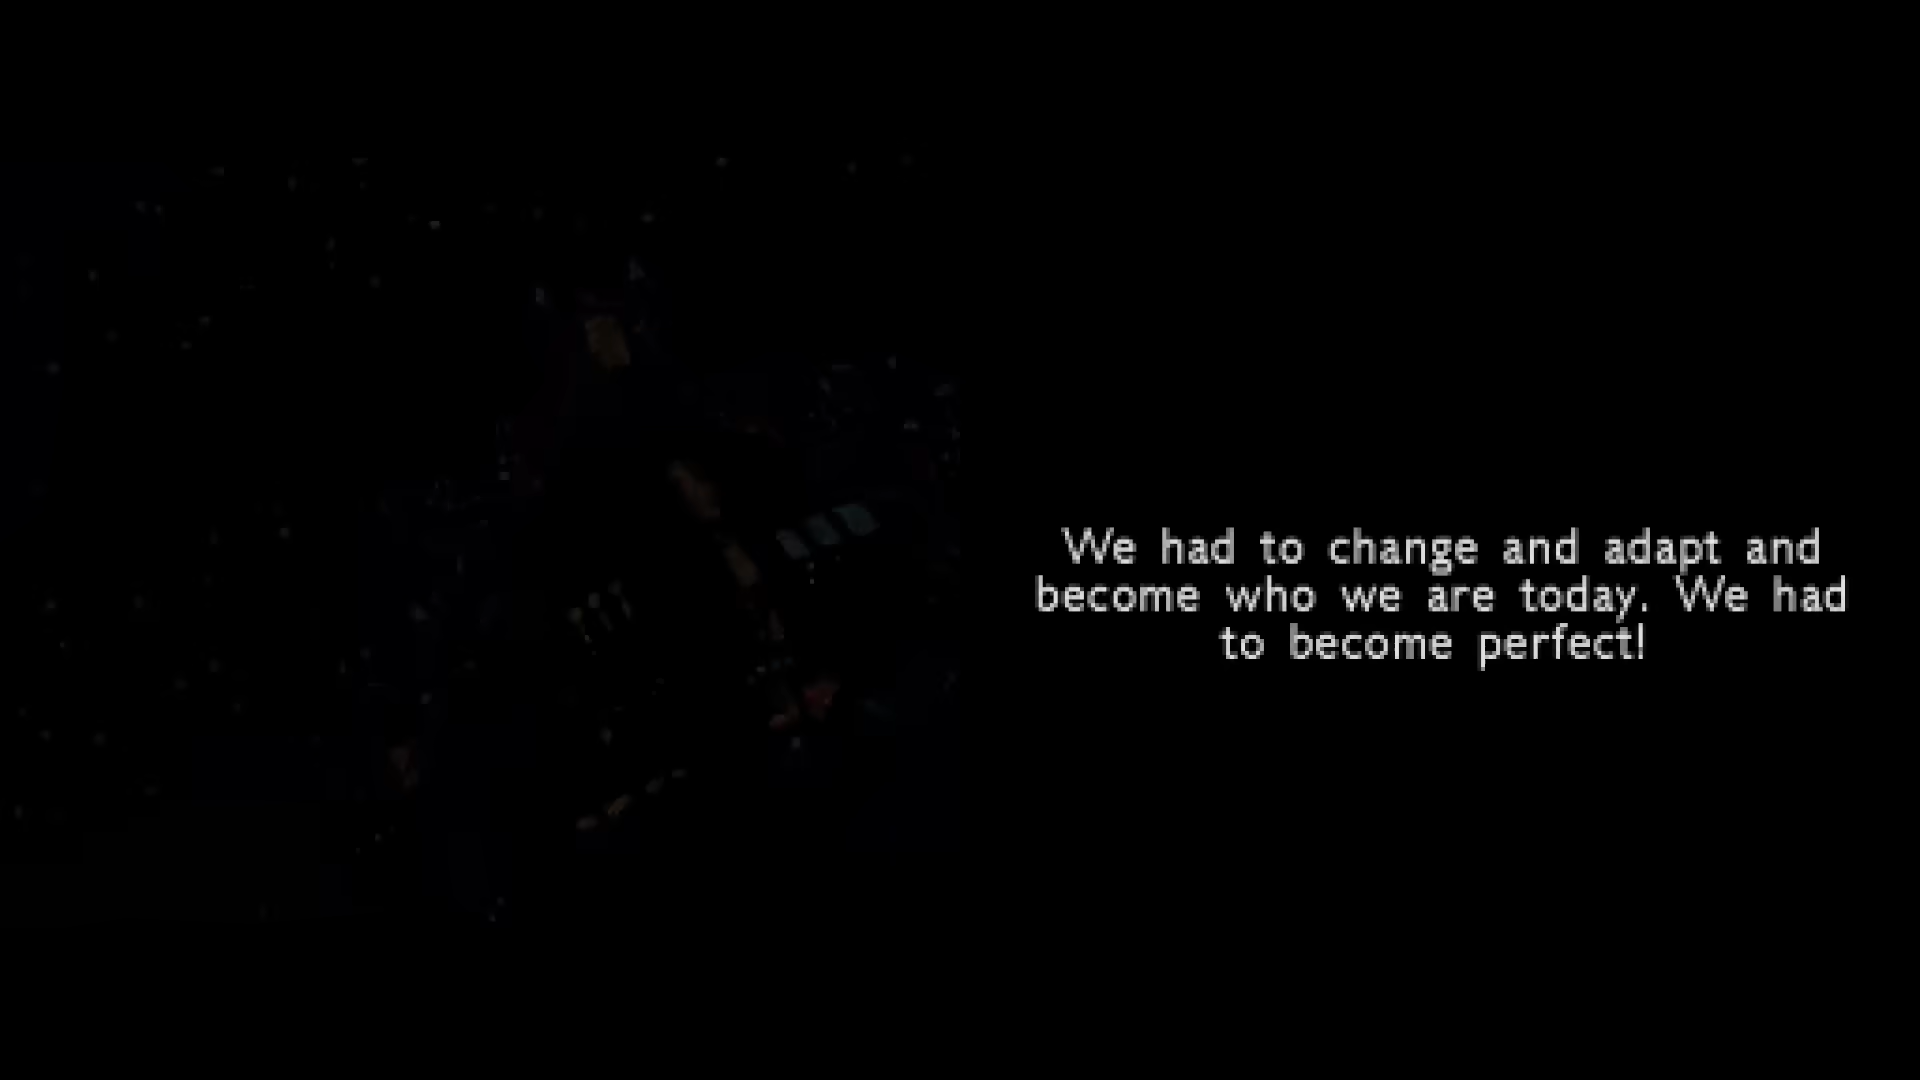 We had to change and adapt and
become who we are today. We had
to become perfect!